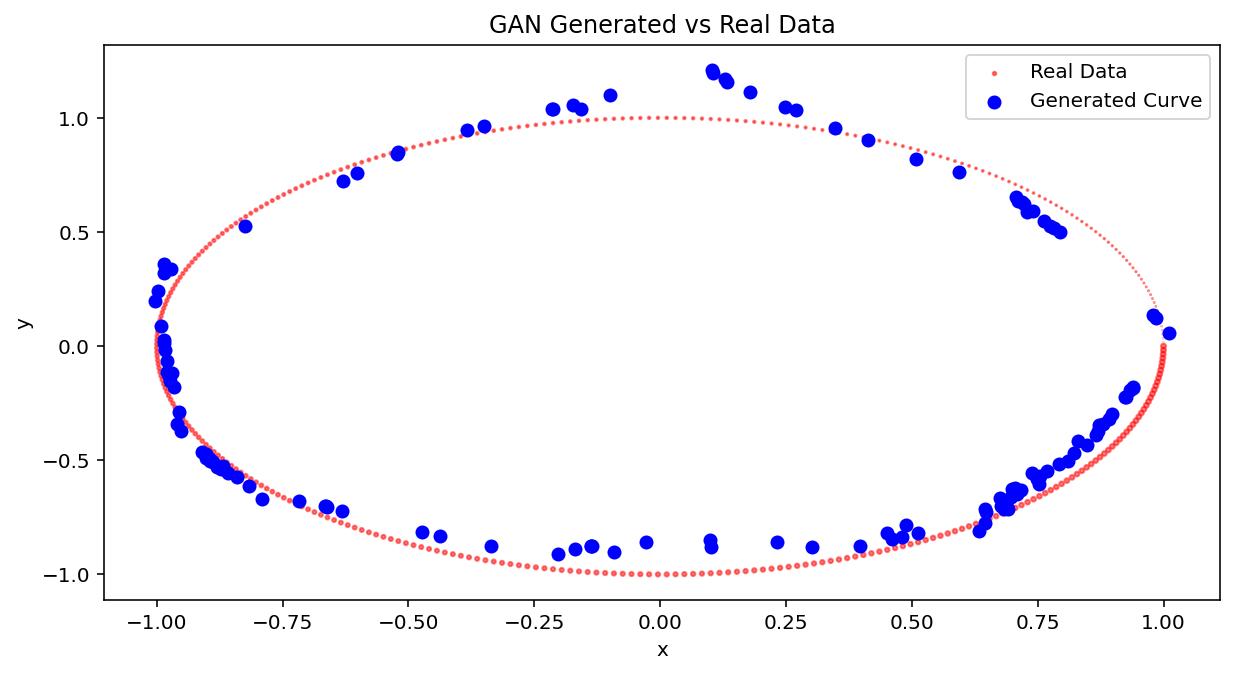 GAN Generated vs Real Data
Real Data
Generated Curve
1.0
0.5
0.0
−0.5
−1.0
y
−1.00 −0.75 −0.50 −0.25 0.00 0.25 0.50 0.75 1.00
x